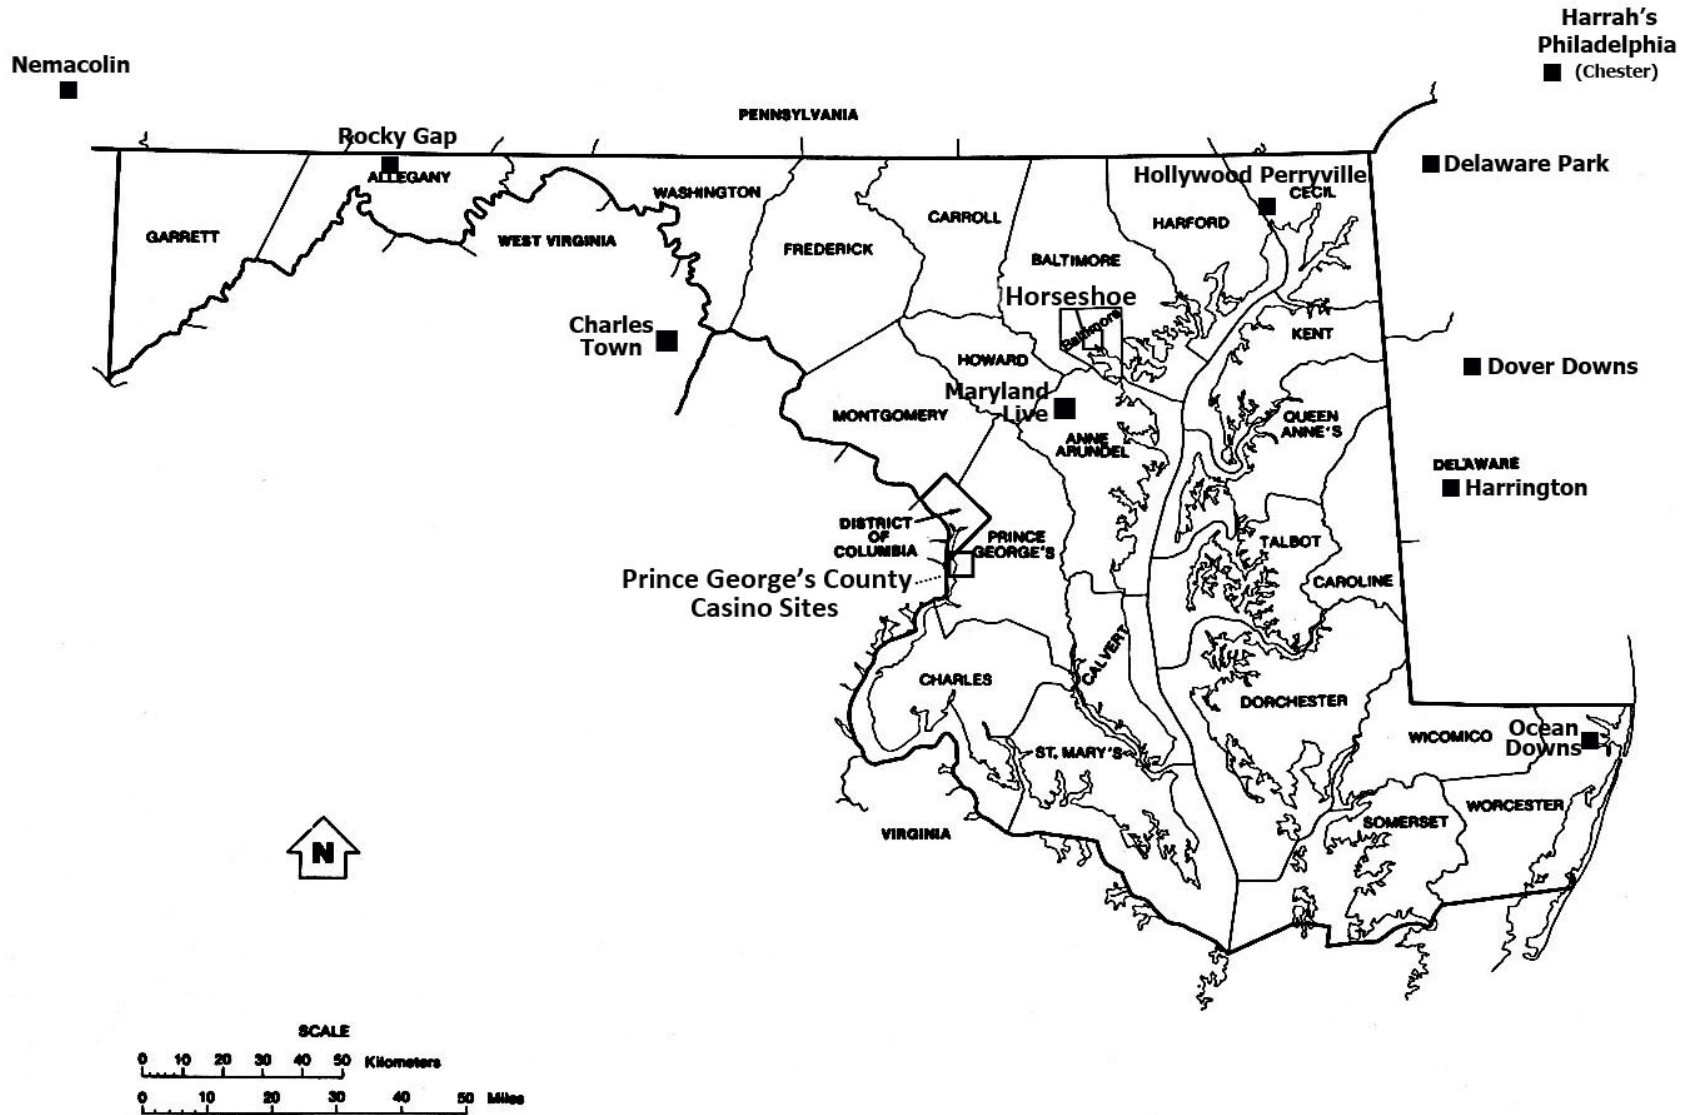 Harrah's
Philadelphia
(Chester)
Nemacolin
PENNSYLVANIA
Rocky Gap
ALLEGANY
Delaware Park
Hollywood Perryville
CECIL
WASHINGTON
CARROLL
HARFORD
GARRETT
WEST VIRGINIA
FREDERICK
BALTIMORE
Horseshoe
Baltimore
Charles
Town
KENT
HOWARD
Dover Downs
Maryland
Live
MONTGOMERY
QUEEN
ANNE'S
ANNE
ARUNDEL
DELAWARE
Harrington
DISTRICT
OF
COLUMBIA
PRINCE
GEORGE'S
TALBOT
Prince George's County
Casino Sites
CAROLINE
CALVERT
CHARLES
DORCHESTER
WICOMICO
Ocean
Downs
ST. MARY'S
WORCESTER
SOMERSET
VIRGINIA
N
SCALE
0 10 20 30 40 50 Kilometers
0 10 20 30 40 50 Miles